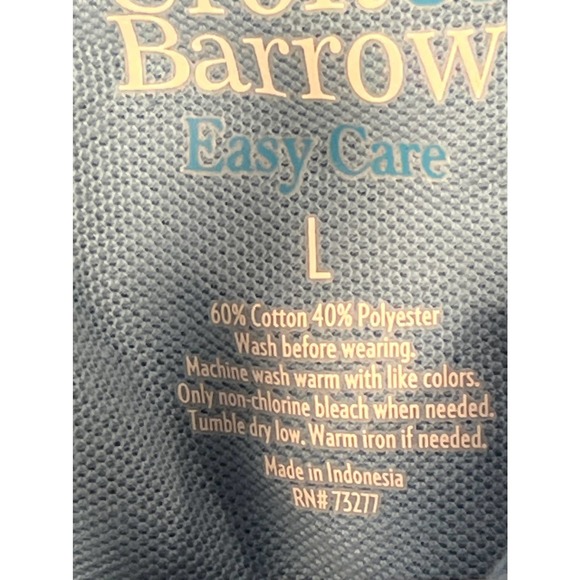 Barrow
Easy Care
L
60% Cotton 40% Polyester
Wash before wearing.
Machine wash warm with like colors.
Only non-chlorine bleach when needed.
Tumble dry low. Warm iron if needed.
Made in Indonesia
RN# 73277